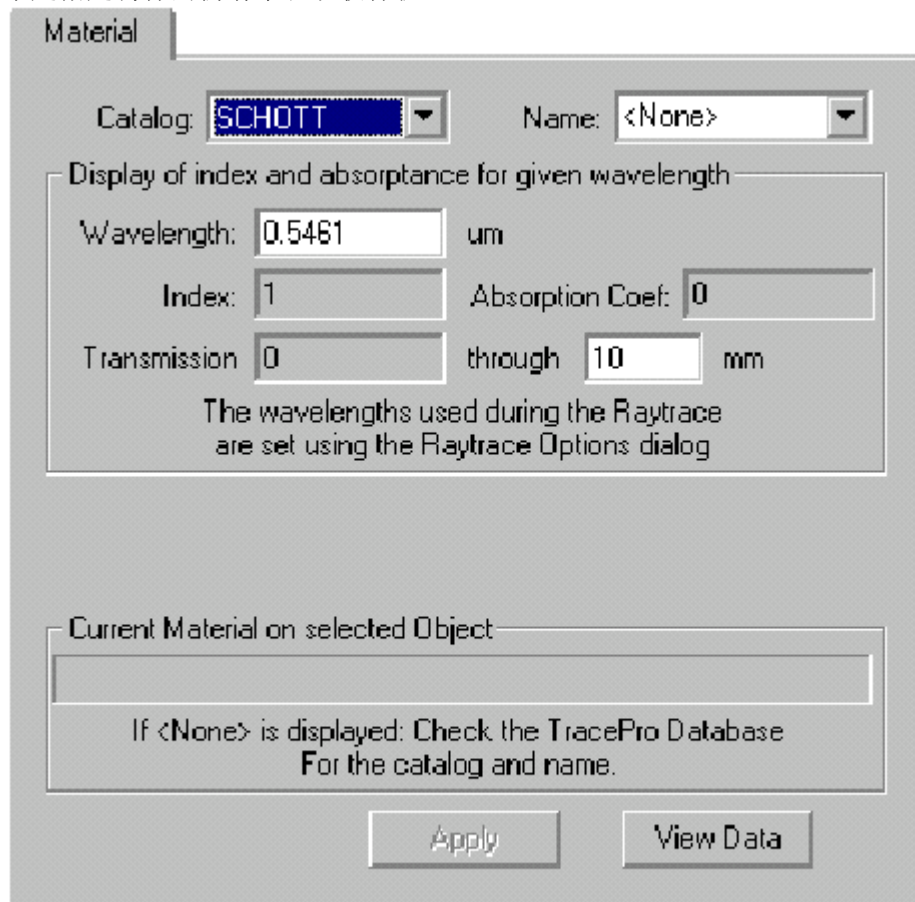 Material
Catalog: SCHOTT Name: <None>
Display of index and absorptance for given wavelength
Wavelength: 0.5461 um
Index: 1 Absorption Coef: 0
Transmission 0 through 10 mm
The wavelengths used during the Raytrace
are set using the Raytrace Options dialog
Current Material on selected Object
If <None> is displayed: Check the TracePro Database
For the catalog and name.
Apply View Data